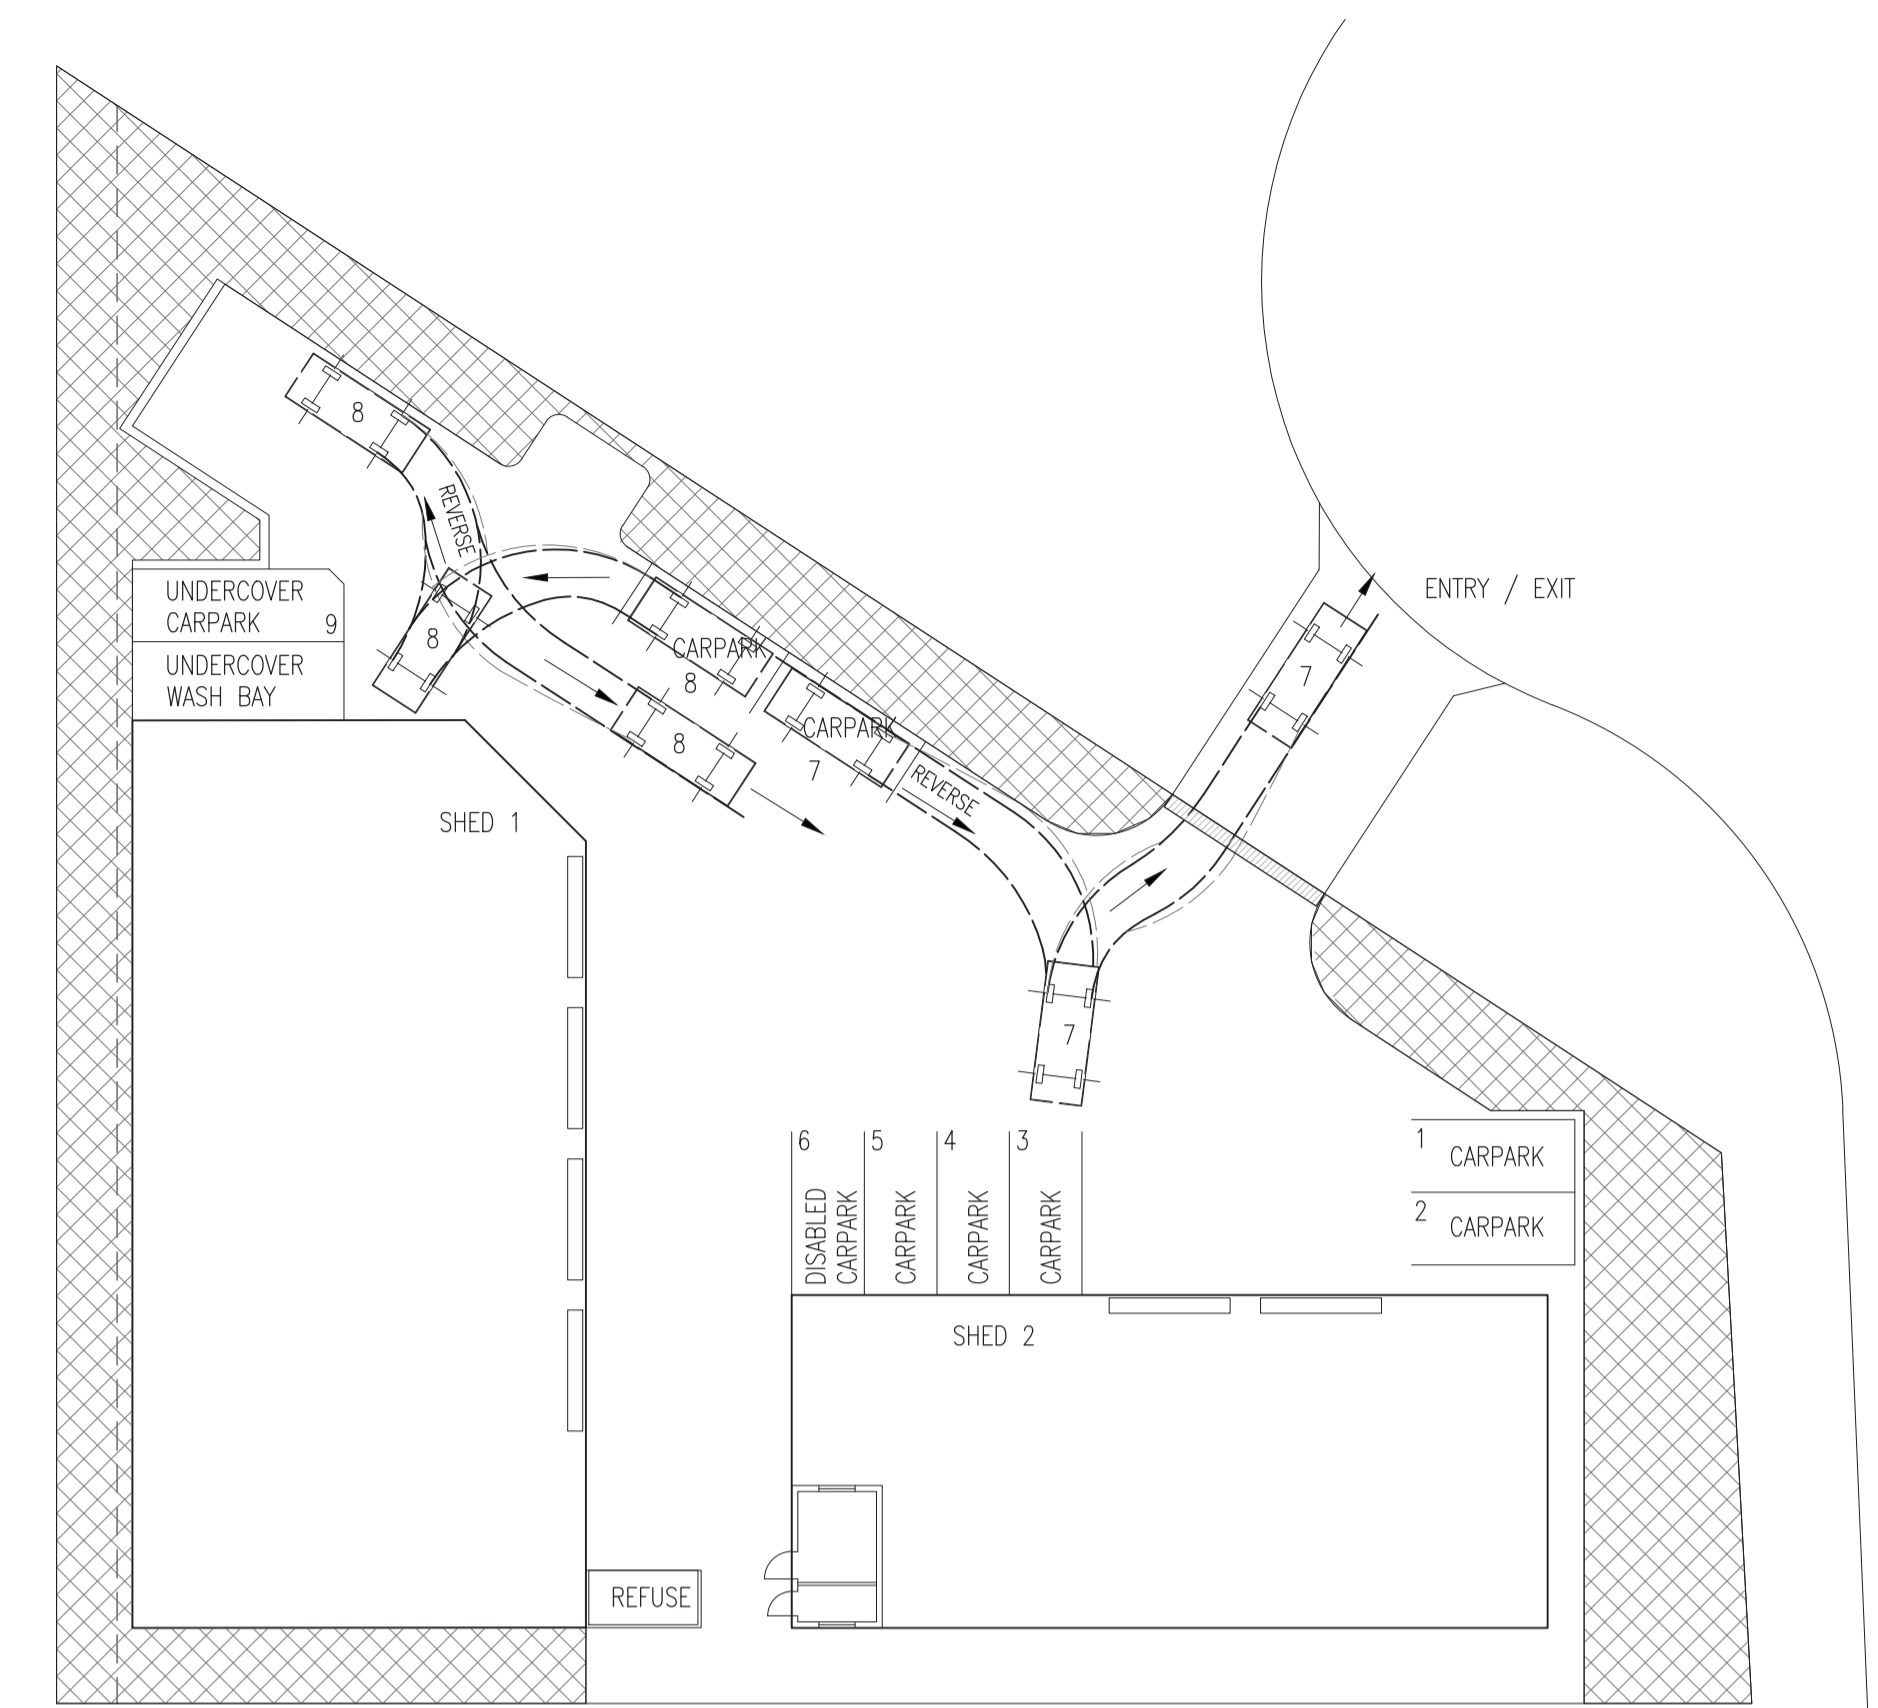 8
REVERSE
ENTRY / EXIT
UNDERCOVER
CARPARK 9
8
UNDERCOVER
WASH BAY
CARPARK
8
7
8
CARPARK
7
REVERSE
SHED 1
7
6
5
4
3
1
CARPARK
2
CARPARK
DISABLED
CARPARK
CARPARK
CARPARK
CARPARK
SHED 2
REFUSE